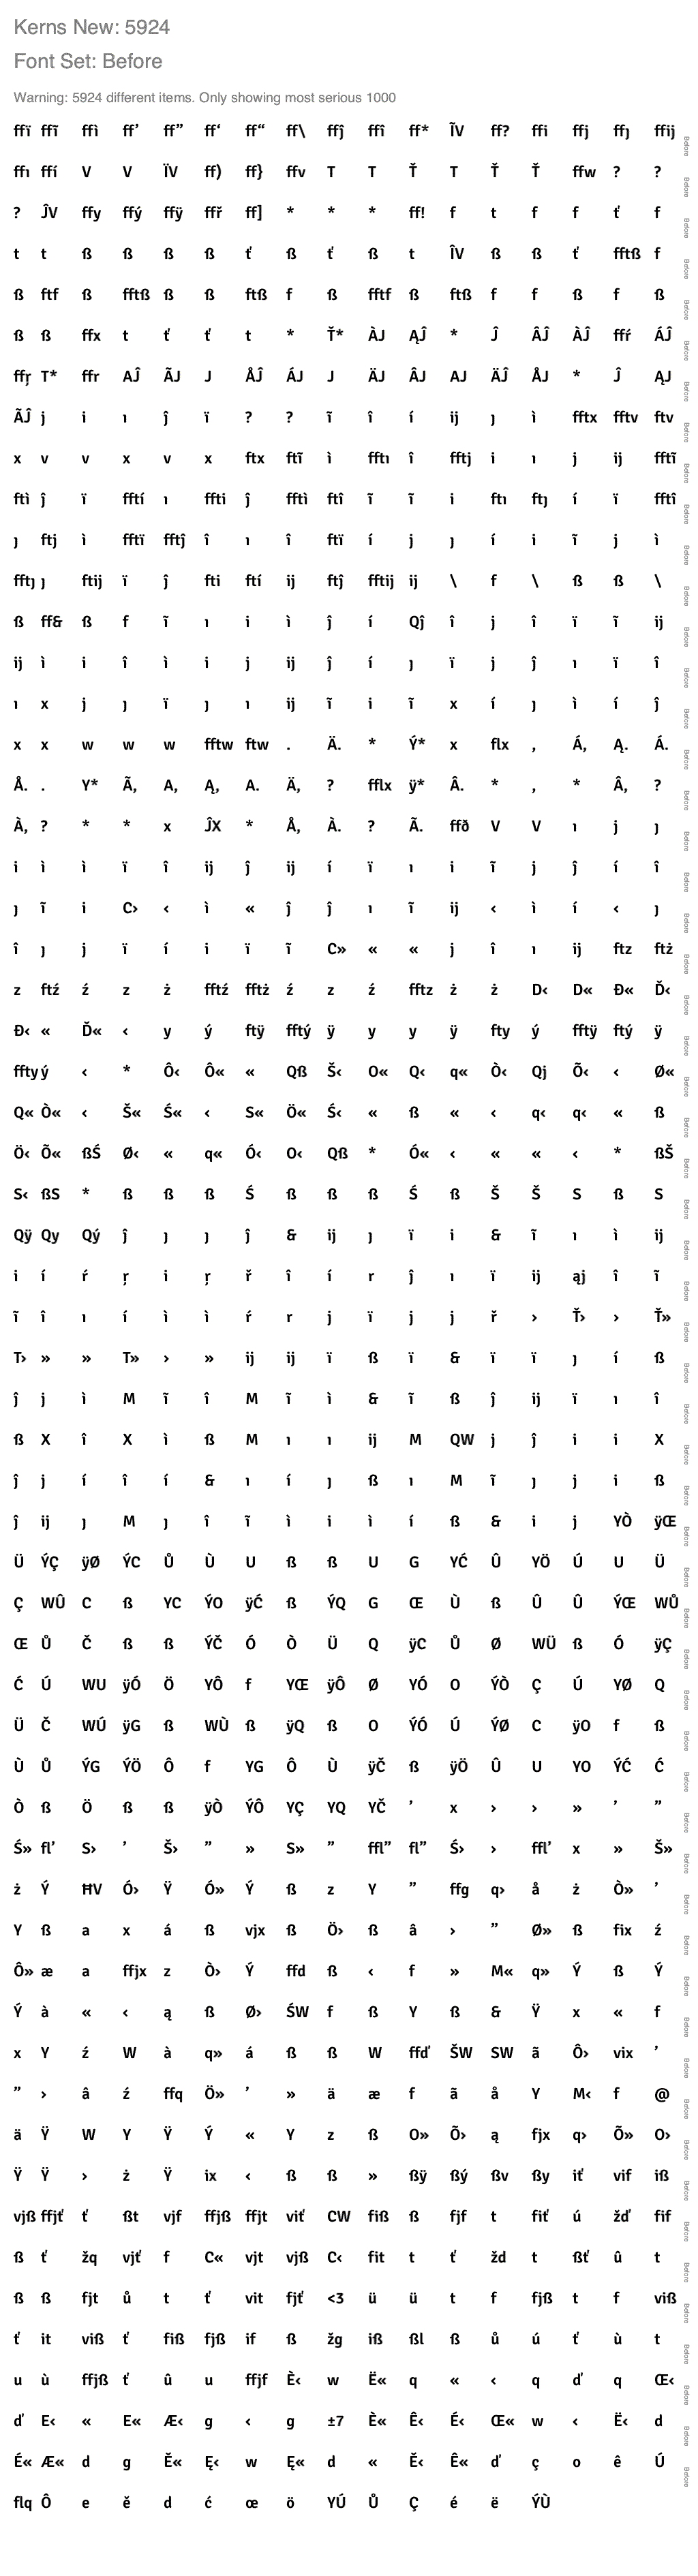 Kerns New: 5924
Font Set: Before
Warning: 5924 different items. Only showing most serious 1000
ffï ffĩ ffì ff’ ff” ff‘ ff“ ff\ ffĵ ffî ff* ĨV ff? ffi ffj ffȷ ffij Before
ffı ffí V V ÏV ff) ff} ffv T T Ť T Ť Ť ffw ? ? Before
? ĴV ffy ffý ffÿ ffř ff] * * * ff! f t f f ť f Before
t t ß ß ß ß ť ß ť ß t ÎV ß ß ť fftß f Before
ß ftf ß fftß ß ß ftß f ß fftf ß ftß f f ß f ß Before
ß ß ffx t ť ť t * Ť* ÀJ ĄĴ * Ĵ ÂĴ ÀĴ ffŕ ÁĴ Before
ffŗ T* ffr AĴ ÃJ J ÅĴ ÁJ J ÄJ ÂJ AJ ÄĴ ÅJ * Ĵ ĄJ Before
ÃĴ j i ı ĵ ï ? ? ĩ î í ij ȷ ì fftx fftv ftv Before
x v v x v x ftx ftĩ ì fftı î fftj i ı j ij fftĩ Before
ftì ĵ ï fftí ı ffti ĵ fftì ftî ĩ ĩ i ftı ftȷ í ï fftî Before
ȷ ftj ì fftï fftĵ î ı î ftï í j ȷ í i ĩ j ì Before
fftȷ ȷ ftij ï ĵ fti ftí ij ftĵ fftij ij \ f \ ß ß \ Before
ß ff& ß f ĩ ı i ì ĵ í Qĵ î j î ï ĩ ij Before
ij ì i î ì i j ij ĵ í ȷ ï j ĵ ı ï î Before
ı x j ȷ ï ȷ ı ij ĩ i ĩ x í ȷ ì í ĵ Before
x x w w w fftw ftw . Ä. * Ý* x flx , Á, Ą. Á. Before
Å. . Y* Ã, A, Ą, A. Ä, ? fflx ÿ* Â. * , * Â, ? Before
À, ? * * x ĴX * Å, À. ? Ã. ffð V V ı j ȷ Before
i ì ì ï î ij ĵ ij í ï ı i ĩ j ĵ í î Before
ȷ ĩ i C› ‹ ì « ĵ ĵ ı ĩ ij ‹ ì í ‹ ȷ Before
î ȷ j ï í i ï ĩ C» « « j î ı ij ftz ftż Before
z ftź ź z ż fftź fftż ź z ź fftz ż ż D‹ D« Đ« Ď‹ Before
Đ‹ « Ď« ‹ y ý ftÿ fftý ÿ y y ÿ fty ý fftÿ ftý ÿ Before
ffty ý ‹ * Ô‹ Ô« « Qß Š‹ O« Q‹ q« Ò‹ Qj Õ‹ ‹ Ø« Before
Q« Ò« ‹ Š« Ś« ‹ S« Ö« Ś‹ « ß « ‹ q‹ q‹ « ß Before
Ö‹ Õ« ßŚ Ø‹ « q« Ó‹ O‹ Qß * Ó« ‹ « « ‹ * ßŠ Before
S‹ ßS * ß ß ß Ś ß ß ß Ś ß Š Š S ß S Before
Qÿ Qy Qý ĵ ȷ ȷ ĵ & ij ȷ ï i & ĩ ı ì ij Before
i í ŕ ŗ i ŗ ř î í r ĵ ı ï ij ąj î ĩ Before
ĩ î ı í ì ì ŕ r j ï j j ř › Ť› › Ť» Before
T› » » T» › » ij ij ï ß ï & ï ï ȷ í ß Before
ĵ j ì M ĩ î M ĩ ì & ĩ ß ĵ ij ï ı î Before
ß X î X ì ß M ı ı ij M QW j ĵ i i X Before
ĵ j í î í & ı í ȷ ß ı M ĩ ȷ j i ß Before
ĵ ij ȷ M ȷ î ĩ ì i ì í ß & i j YÒ ÿŒ Before
Ü ÝÇ ÿØ ÝC Ů Ù U ß ß U G YĆ Û YÖ Ú U Ü Before
Ç WÛ C ß YC ÝO ÿĆ ß ÝQ G Œ Ù ß Û Û ÝŒ WŮ Before
Œ Ů Č ß ß ÝČ Ó Ò Ü Q ÿC Ů Ø WÜ ß Ó ÿÇ Before
Ć Ú WU ÿÓ Ö YÔ f YŒ ÿÔ Ø YÓ O ÝÒ Ç Ú YØ Q Before
Ü Č WÚ ÿG ß WÙ ß ÿQ ß O ÝÓ Ú ÝØ C ÿO f ß Before
Ù Ů ÝG ÝÖ Ô f YG Ô Ù ÿČ ß ÿÖ Û U YO ÝĆ Ć Before
Ò ß Ö ß ß ÿÒ ÝÔ YÇ YQ YČ ’ x › › » ’ ” Before
Ś» fl’ S› ’ Š› ” » S» ” ffl” fl” Ś› › ffl’ x » Š» Before
ż Ý ĦV Ó› Ÿ Ó» Ý ß z Y ” ffg q› å ż Ò» ’ Before
Y ß a x á ß vjx ß Ö› ß â › ” Ø» ß fix ź Before
Ô» æ a ffjx z Ò› Ý ffd ß ‹ f » M« q» Ý ß Ý Before
Ý à « ‹ ą ß Ø› ŚW f ß Y ß & Ÿ x « f Before
x Y ź W à q» á ß ß W ffď ŠW SW ã Ô› vix ’ Before
” › â ź ffq Ö» ’ » ä æ f ã å Y M‹ f @ Before
ä Ÿ W Y Ÿ Ý « Y z ß O» Õ› ą fjx q› Õ» O› Before
Ÿ Ÿ › ż Ÿ ix ‹ ß ß » ßÿ ßý ßv ßy iť vif iß Before
vjß ffjť ť ßt vjf ffjß ffjt viť CW fiß ß fjf t fiť ú žď fif Before
ß ť žq vjť f C« vjt vjß C‹ fit t ť žd t ßť û t Before
ß ß fjt ů t ť vit fjť <3 ü ü t f fjß t f viß Before
ť it viß ť fiß fjß if ß žg iß ßl ß ů ú ť ù t Before
u ù ffjß ť û u ffjf È‹ w Ë« q « ‹ q ď q Œ‹ Before
ď E‹ « E« Æ‹ g ‹ g ±7 È« Ê‹ É‹ Œ« w ‹ Ë‹ d Before
É« Æ« d g Ě« Ę‹ w Ę« d « Ě‹ Ê« ď ç o ê Ú Before
flq Ô e ě d ć œ ö YÚ Ů Ç é ë ÝÙ